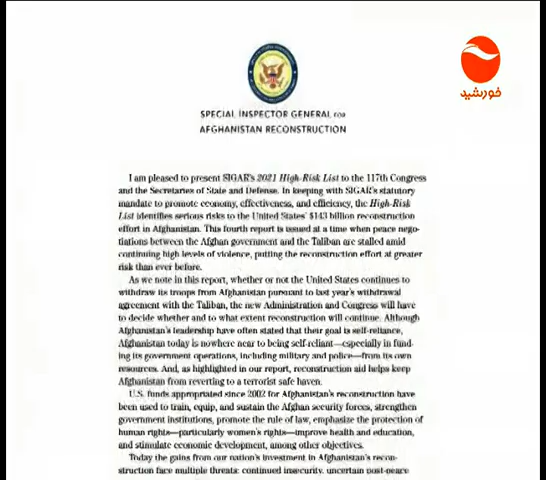 خورشید
SPECIAL INSPECTOR GENERAL FOR
AFGHANISTAN RECONSTRUCTION
I am pleased to present SIGAR's 2021 High-Risk List to the 117th Congress
and the Secretaries of State and Defense. In keeping with SIGAR's statutory
mandate to promote economy, effectiveness, and efficiency, the High-Risk
List identifies serious risks to the United States' $143 billion reconstruction
effort in Afghanistan. This fourth report is issued at a time when peace nego-
tiations between the Afghan government and the Taliban are stalled amid
continuing high levels of violence, putting the reconstruction effort at greater
risk than ever before.
As we note in this report, whether or not the United States continues to
withdraw its troops from Afghanistan pursuant to last year's withdrawal
agreement with the Taliban, the new Administration and Congress will have
to decide whether and to what extent reconstruction will continue. Although
Afghanistan's leadership have often stated that their goal is self-reliance,
Afghanistan today is nowhere near to being self-reliant—especially in fund-
ing its government operations, including military and police—from its own
resources. And, as highlighted in our report, reconstruction aid helps keep
Afghanistan from reverting to a terrorist safe haven.
U.S. funds appropriated since 2002 for Afghanistan's reconstruction have
been used to train, equip, and sustain the Afghan security forces, strengthen
government institutions, promote the rule of law, emphasize the protection of
human rights—particularly women's rights—improve health and education,
and stimulate economic development, among other objectives.
Today the gains from our nation's investment in Afghanistan's recon-
struction face multiple threats: continued insecurity, uncertain post-peace